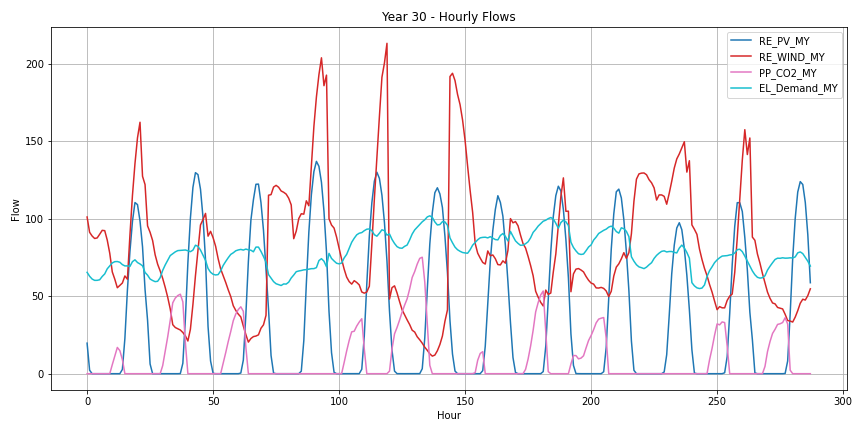 Year 30 - Hourly Flows
RE_PV_MY
RE_WIND_MY
PP_CO2_MY
EL_Demand_MY
Flow
200
150
100
50
0
0 50 100 150 200 250 300
Hour